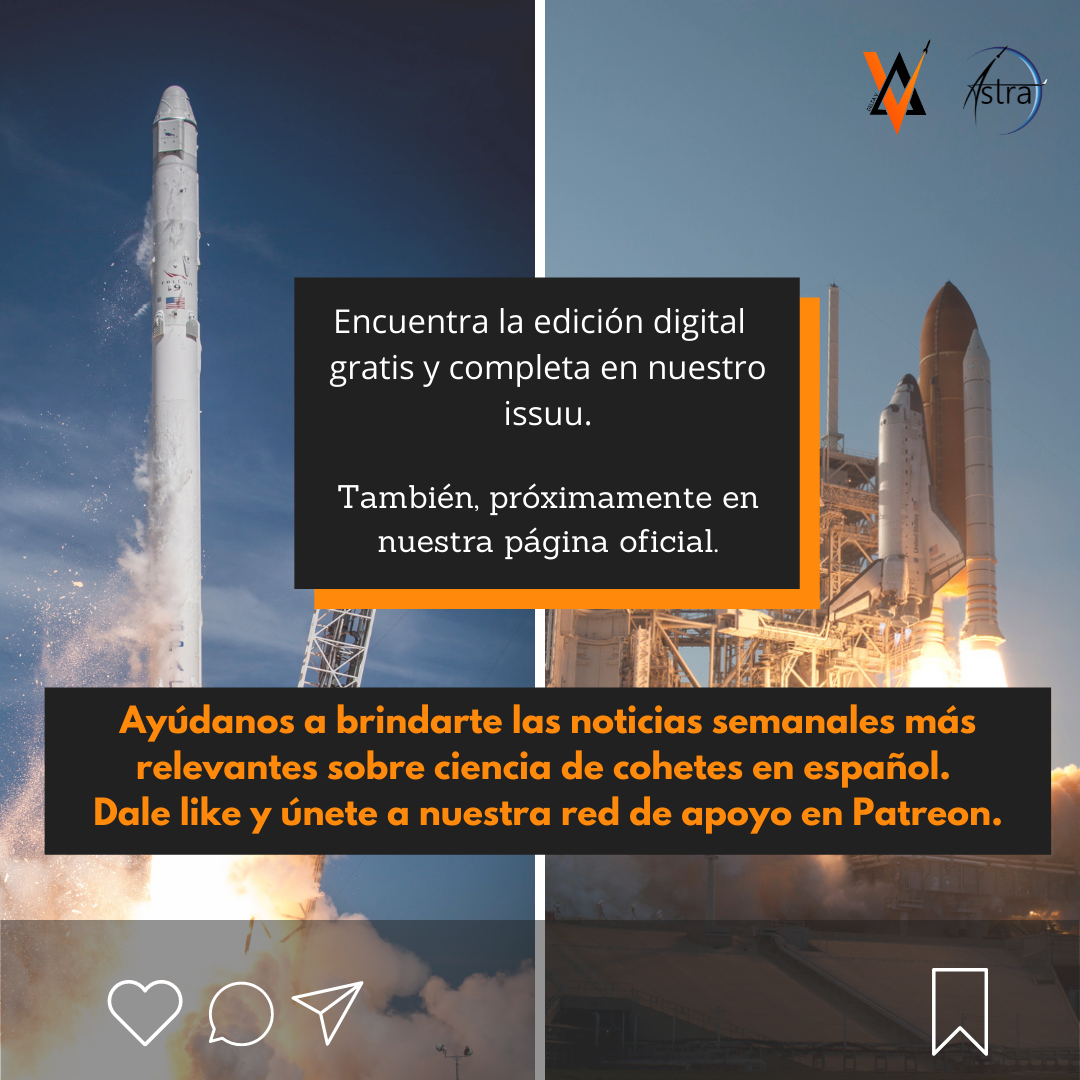 Astra
FALCON
9
Encuentra la edición digital
gratis y completa en nuestro
issuu.
También, próximamente en
nuestra página oficial.
Ayúdanos a brindarte las noticias semanales más
relevantes sobre ciencia de cohetes en español.
Dale like y únete a nuestra red de apoyo en Patreon.